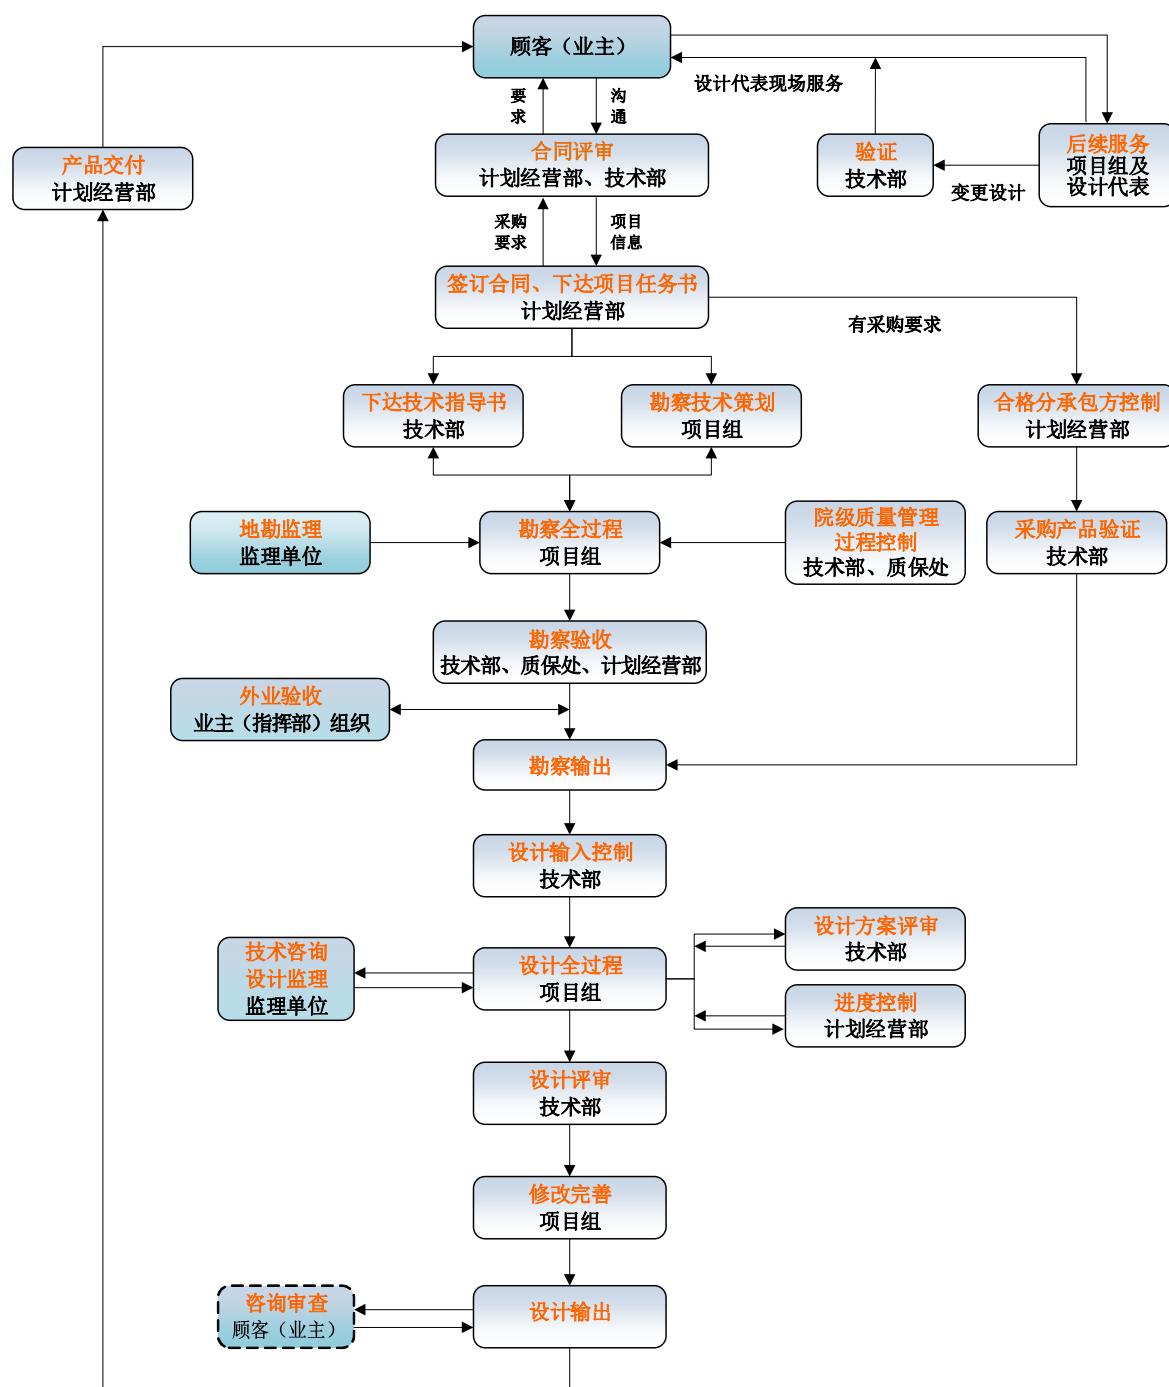 顾客（业主）
设计代表现场服务
要
求
沟
通
产品交付
计划经营部
合同评审
计划经营部、技术部
验证
技术部
后续服务
项目组及
设计代表
变更设计
采购
要求
项目
信息
签订合同、下达项目任务书
计划经营部
有采购要求
下达技术指导书
技术部
勘察技术策划
项目组
合格分承包方控制
计划经营部
地勘监理
监理单位
勘察全过程
项目组
院级质量管理
过程控制
技术部、质保处
采购产品验证
技术部
勘察验收
技术部、质保处、计划经营部
外业验收
业主（指挥部）组织
勘察输出
设计输入控制
技术部
技术咨询
设计监理
监理单位
设计全过程
项目组
设计方案评审
技术部
进度控制
计划经营部
设计评审
技术部
修改完善
项目组
咨询审查
顾客（业主）
设计输出